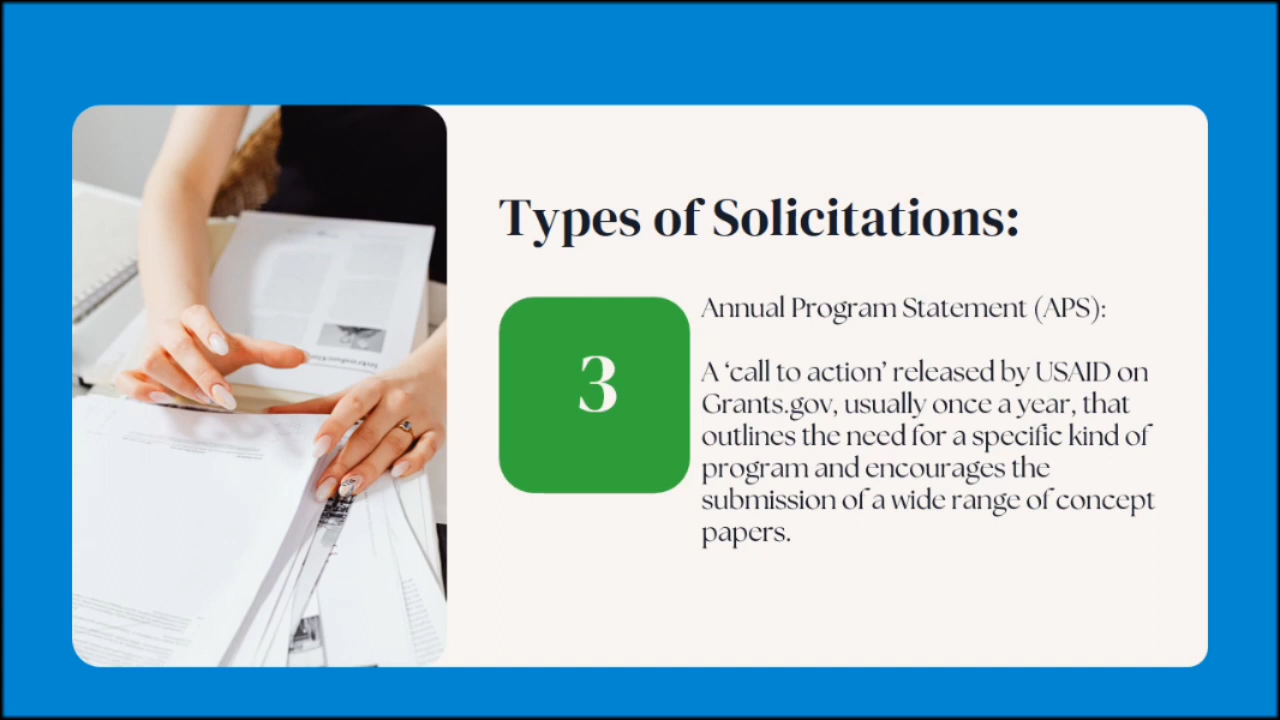 Types of Solicitations:
3
Annual Program Statement (APS):
A ‘call to action’ released by USAID on
Grants.gov, usually once a year, that
outlines the need for a specific kind of
program and encourages the
submission of a wide range of concept
papers.